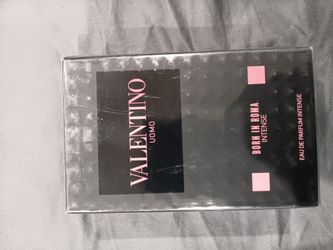 VALENTINO
UOMO
BORN IN ROMA
INTENSE
EAU DE PARFUM INTENSE